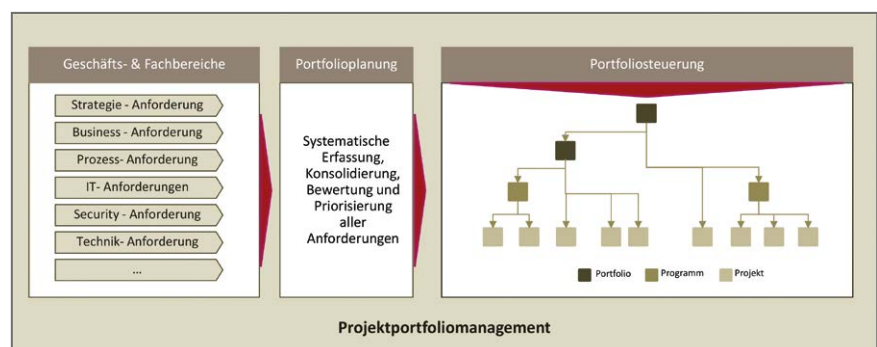 Geschäfts- & Fachbereiche
Strategie - Anforderung
Business - Anforderung
Prozess- Anforderung
IT- Anforderungen
Security - Anforderung
Technik- Anforderung
...
Portfolioplanung
Systematische
Erfassung,
Konsolidierung,
Bewertung und
Priorisierung
aller
Anforderungen
Portfoliosteuerung
Portfolio
Programm
Projekt
Projektportfoliomanagement